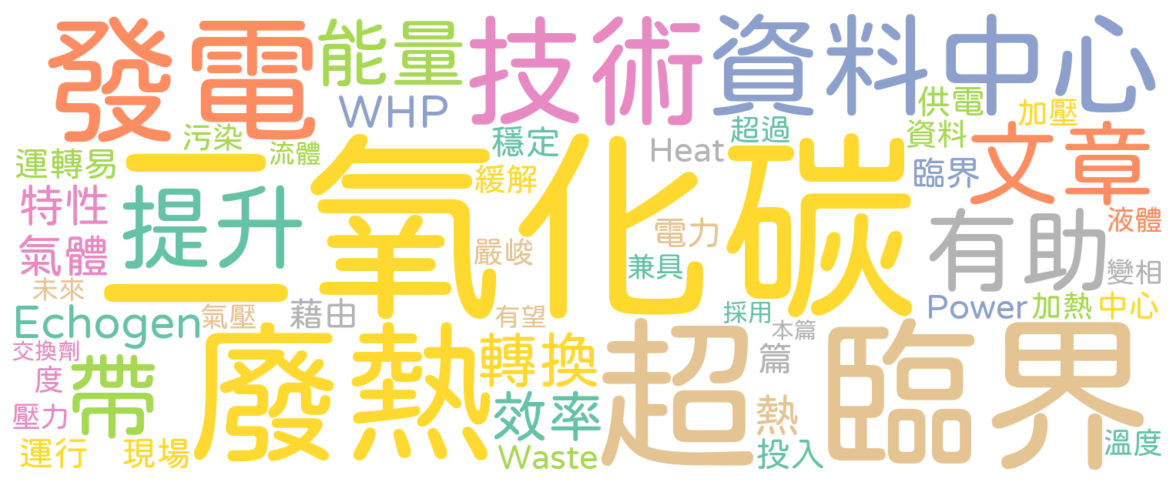 發電
能量
技術
資料中心
WHP
供電
加壓
污染
流體
穩定
超過
資料
運轉易
二氧化碳
Heat
文章
緩解
臨界
特性
提升
有助
液體
氣體
嚴峻
電力
兼具
變相
未來
Echogen
氣壓
藉由
有望
採用
Power
加熱
中心
本篇
交換劑
帶
廢熱
轉換
超臨界
篇
度
壓力
效率
熱
運行
現場
Waste
投入
溫度